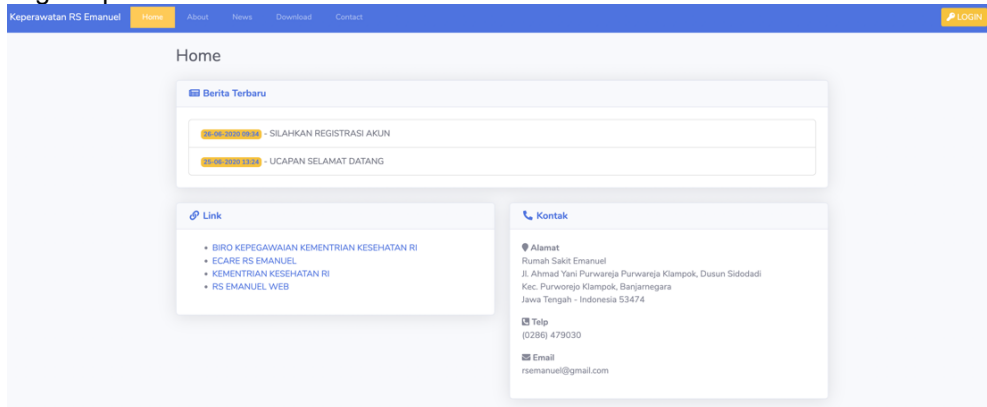 Keperawatan RS Emanuel Home About News Download Contact LOGIN
Home
Berita Terbaru
26-06-2020 09:34 - SILAHKAN REGISTRASI AKUN
25-06-2020 13:24 - UCAPAN SELAMAT DATANG
Link
BIRO KEPEGAWAIAN KEMENTRIAN KESEHATAN RI
ECARE RS EMANUEL
KEMENTRIAN KESEHATAN RI
RS EMANUEL WEB
Kontak
Alamat
Rumah Sakit Emanuel
Jl. Ahmad Yani Purwareja Purwareja Klampok, Dusun Sidodadi
Kec. Purworejo Klampok, Banjarnegara
Jawa Tengah - Indonesia 53474
Telp
(0286) 479030
Email
rsemanuel@gmail.com